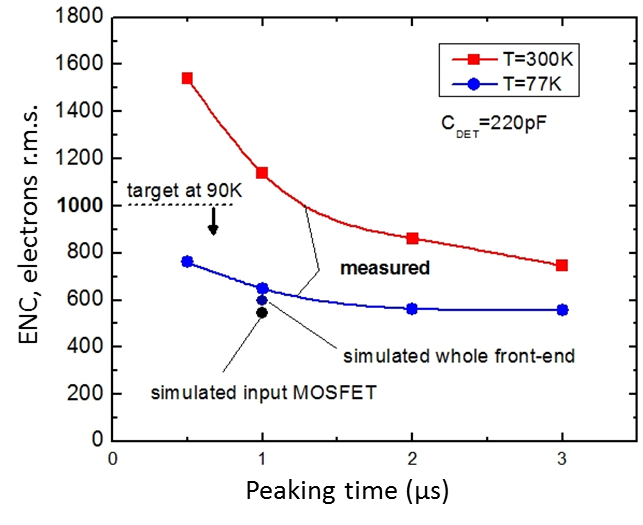 1800
1600
1400
1200
1000
800
600
400
200
0
ENC, electrons r.m.s.
T=300K
T=77K
C_DET=220pF
target at 90K
measured
simulated whole front-end
simulated input MOSFET
0
1
2
3
Peaking time (µs)